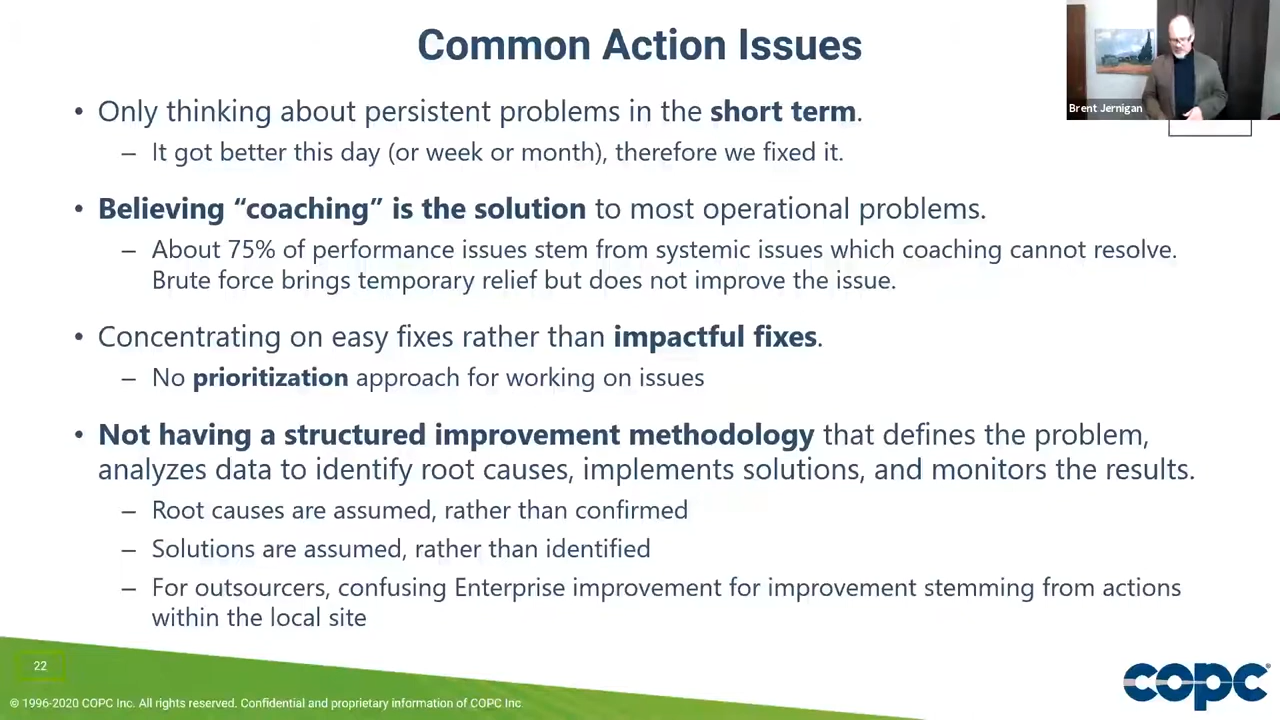 Common Action Issues
Brent Jernigan
• Only thinking about persistent problems in the short term.
– It got better this day (or week or month), therefore we fixed it.
• Believing “coaching” is the solution to most operational problems.
– About 75% of performance issues stem from systemic issues which coaching cannot resolve.
Brute force brings temporary relief but does not improve the issue.
• Concentrating on easy fixes rather than impactful fixes.
– No prioritization approach for working on issues
• Not having a structured improvement methodology that defines the problem,
analyzes data to identify root causes, implements solutions, and monitors the results.
– Root causes are assumed, rather than confirmed
– Solutions are assumed, rather than identified
– For outsourcers, confusing Enterprise improvement for improvement stemming from actions
within the local site
22
© 1996-2020 COPC Inc. All rights reserved. Confidential and proprietary information of COPC Inc
copc®